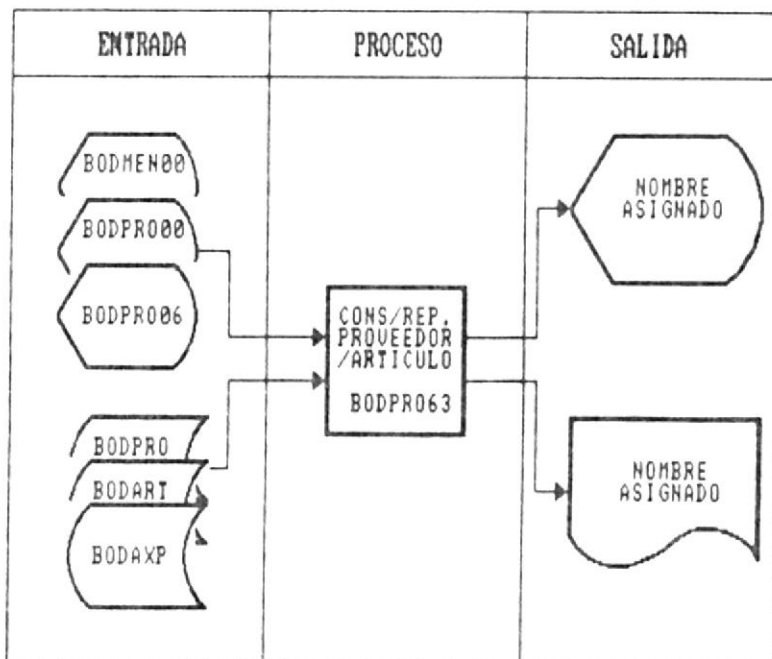 ENTRADA
PROCESO
SALIDA
BODMEN00
BODPRO00
BODPRO06
BODPRO
BODART
BODAXP
CONS/REP.
PROVEEDOR
/ARTICULO
BODPRO63
NOMBRE
ASIGNADO
NOMBRE
ASIGNADO